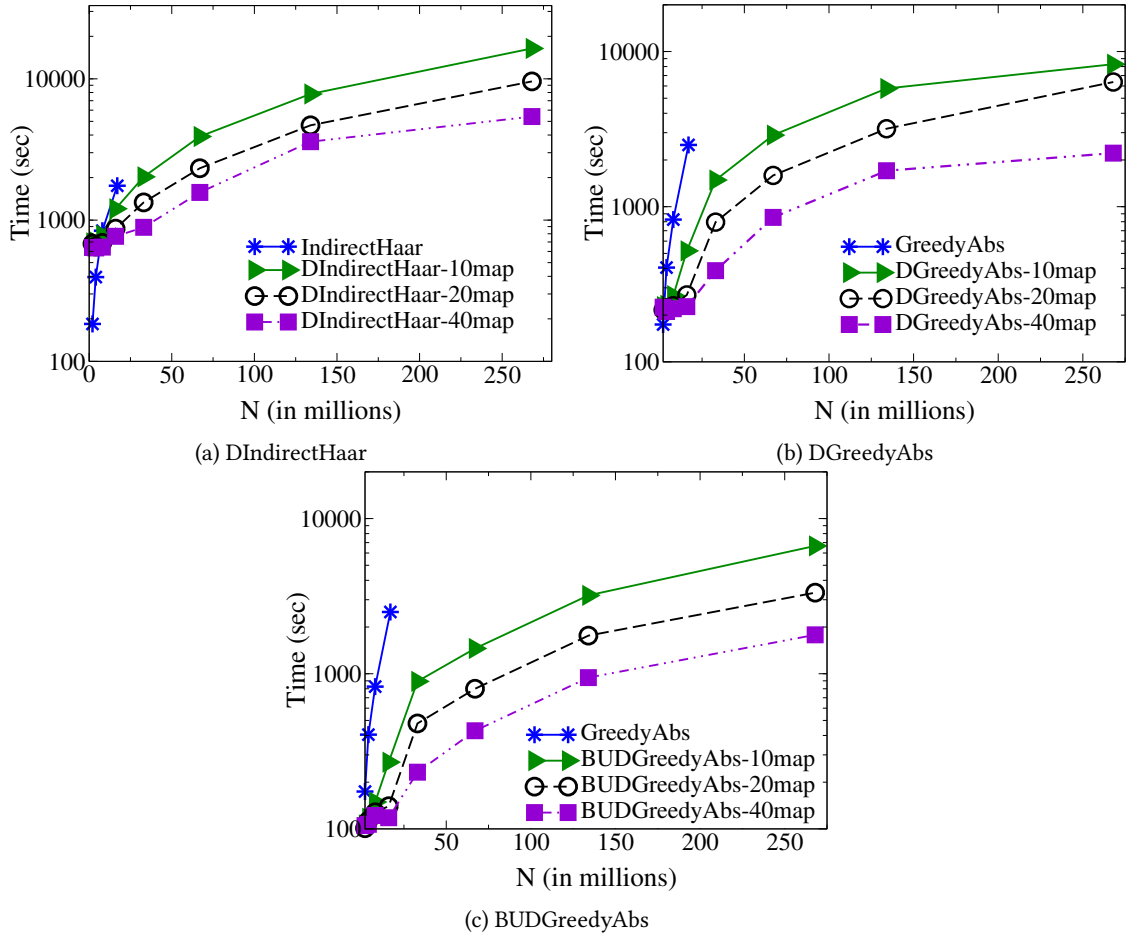 10000
1000
100
Time (sec)
0 50 100 150 200 250
N (in millions)
IndirectHaar
DIndirectHaar-10map
DIndirectHaar-20map
DIndirectHaar-40map
(a) DIndirectHaar
10000
1000
100
Time (sec)
50 100 150 200 250
N (in millions)
GreedyAbs
DGreedyAbs-10map
DGreedyAbs-20map
DGreedyAbs-40map
(b) DGreedyAbs
10000
1000
100
Time (sec)
50 100 150 200 250
N (in millions)
GreedyAbs
BUDGreedyAbs-10map
BUDGreedyAbs-20map
BUDGreedyAbs-40map
(c) BUDGreedyAbs